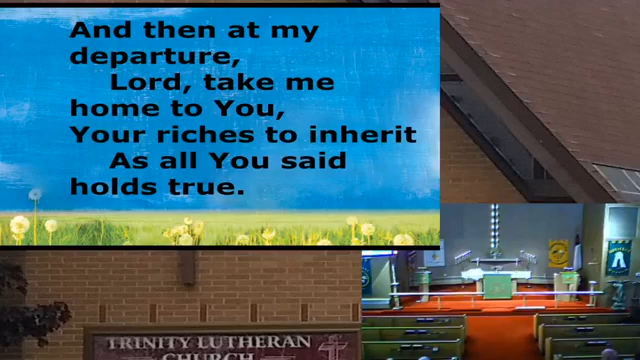 And then at my
departure,
Lord, take me
home to You,
Your riches to inherit
As all You said
holds true.
TRINITY LUTHERAN
CHURCH